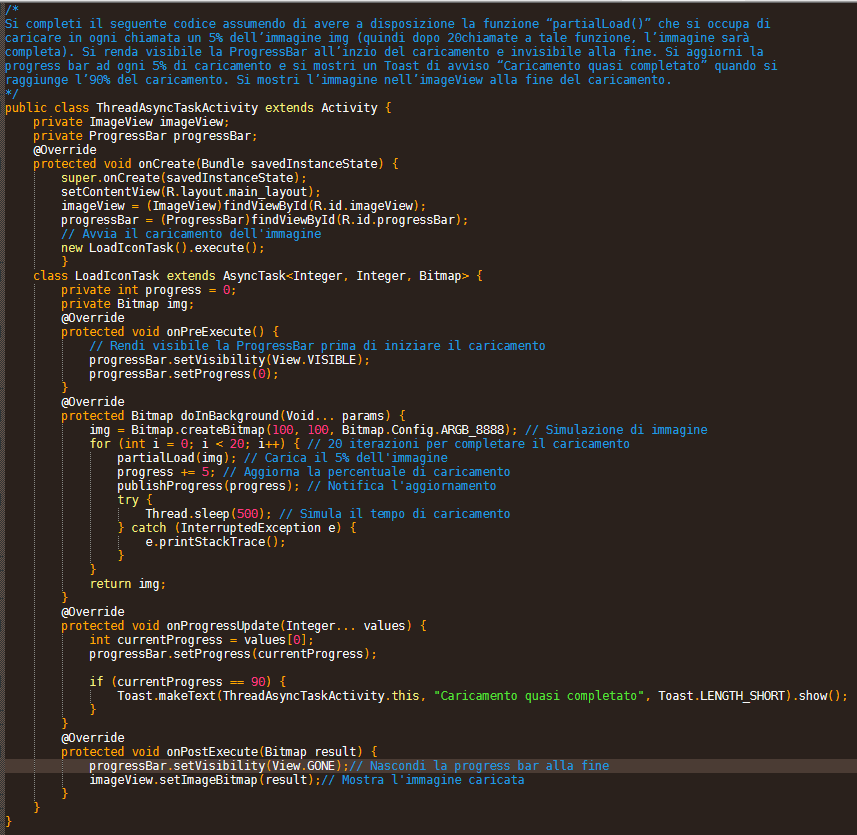 /*
Si completi il seguente codice assumendo di avere a disposizione la funzione “partialLoad()” che si occupa di
caricare in ogni chiamata un 5% dell’immagine img (quindi dopo 20chiamate a tale funzione, l’immagine sarà
completa). Si renda visibile la ProgressBar all’inzio del caricamento e invisibile alla fine. Si aggiorni la
progress bar ad ogni 5% di caricamento e si mostri un Toast di avviso “Caricamento quasi completato” quando si
raggiunge l’90% del caricamento. Si mostri l’immagine nell’imageView alla fine del caricamento.
*/
public class ThreadAsyncTaskActivity extends Activity {
    private ImageView imageView;
    private ProgressBar progressBar;
    @Override
    protected void onCreate(Bundle savedInstanceState) {
        super.onCreate(savedInstanceState);
        setContentView(R.layout.main_layout);
        imageView = (ImageView)findViewById(R.id.imageView);
        progressBar = (ProgressBar)findViewById(R.id.progressBar);
        // Avvia il caricamento dell'immagine
        new LoadIconTask().execute();
        }
    class LoadIconTask extends AsyncTask<Integer, Integer, Bitmap> {
        private int progress = 0;
        private Bitmap img;
        @Override
        protected void onPreExecute() {
            // Rendi visibile la ProgressBar prima di iniziare il caricamento
            progressBar.setVisibility(View.VISIBLE);
            progressBar.setProgress(0);
        }
        @Override
        protected Bitmap doInBackground(Void... params) {
            img = Bitmap.createBitmap(100, 100, Bitmap.Config.ARGB_8888); // Simulazione di immagine
            for (int i = 0; i < 20; i++) { // 20 iterazioni per completare il caricamento
                partialLoad(img); // Carica il 5% dell'immagine
                progress += 5; // Aggiorna la percentuale di caricamento
                publishProgress(progress); // Notifica l'aggiornamento
                try {
                    Thread.sleep(500); // Simula il tempo di caricamento
                } catch (InterruptedException e) {
                    e.printStackTrace();
                }
            }
            return img;
        }
        @Override
        protected void onProgressUpdate(Integer... values) {
            int currentProgress = values[0];
            progressBar.setProgress(currentProgress);

            if (currentProgress == 90) {
                Toast.makeText(ThreadAsyncTaskActivity.this, "Caricamento quasi completato", Toast.LENGTH_SHORT).show();
            }
        }
        @Override
        protected void onPostExecute(Bitmap result) {
            progressBar.setVisibility(View.GONE);// Nascondi la progress bar alla fine
            imageView.setImageBitmap(result);// Mostra l'immagine caricata
        }
    }
}